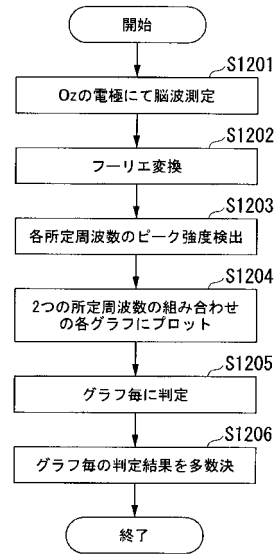 開始
S1201
Ozの電極にて脳波測定
S1202
フーリエ変換
S1203
各所定周波数のピーク強度検出
S1204
2つの所定周波数の組み合わせ
の各グラフにプロット
S1205
グラフ毎に判定
S1206
グラフ毎の判定結果を多数決
終了